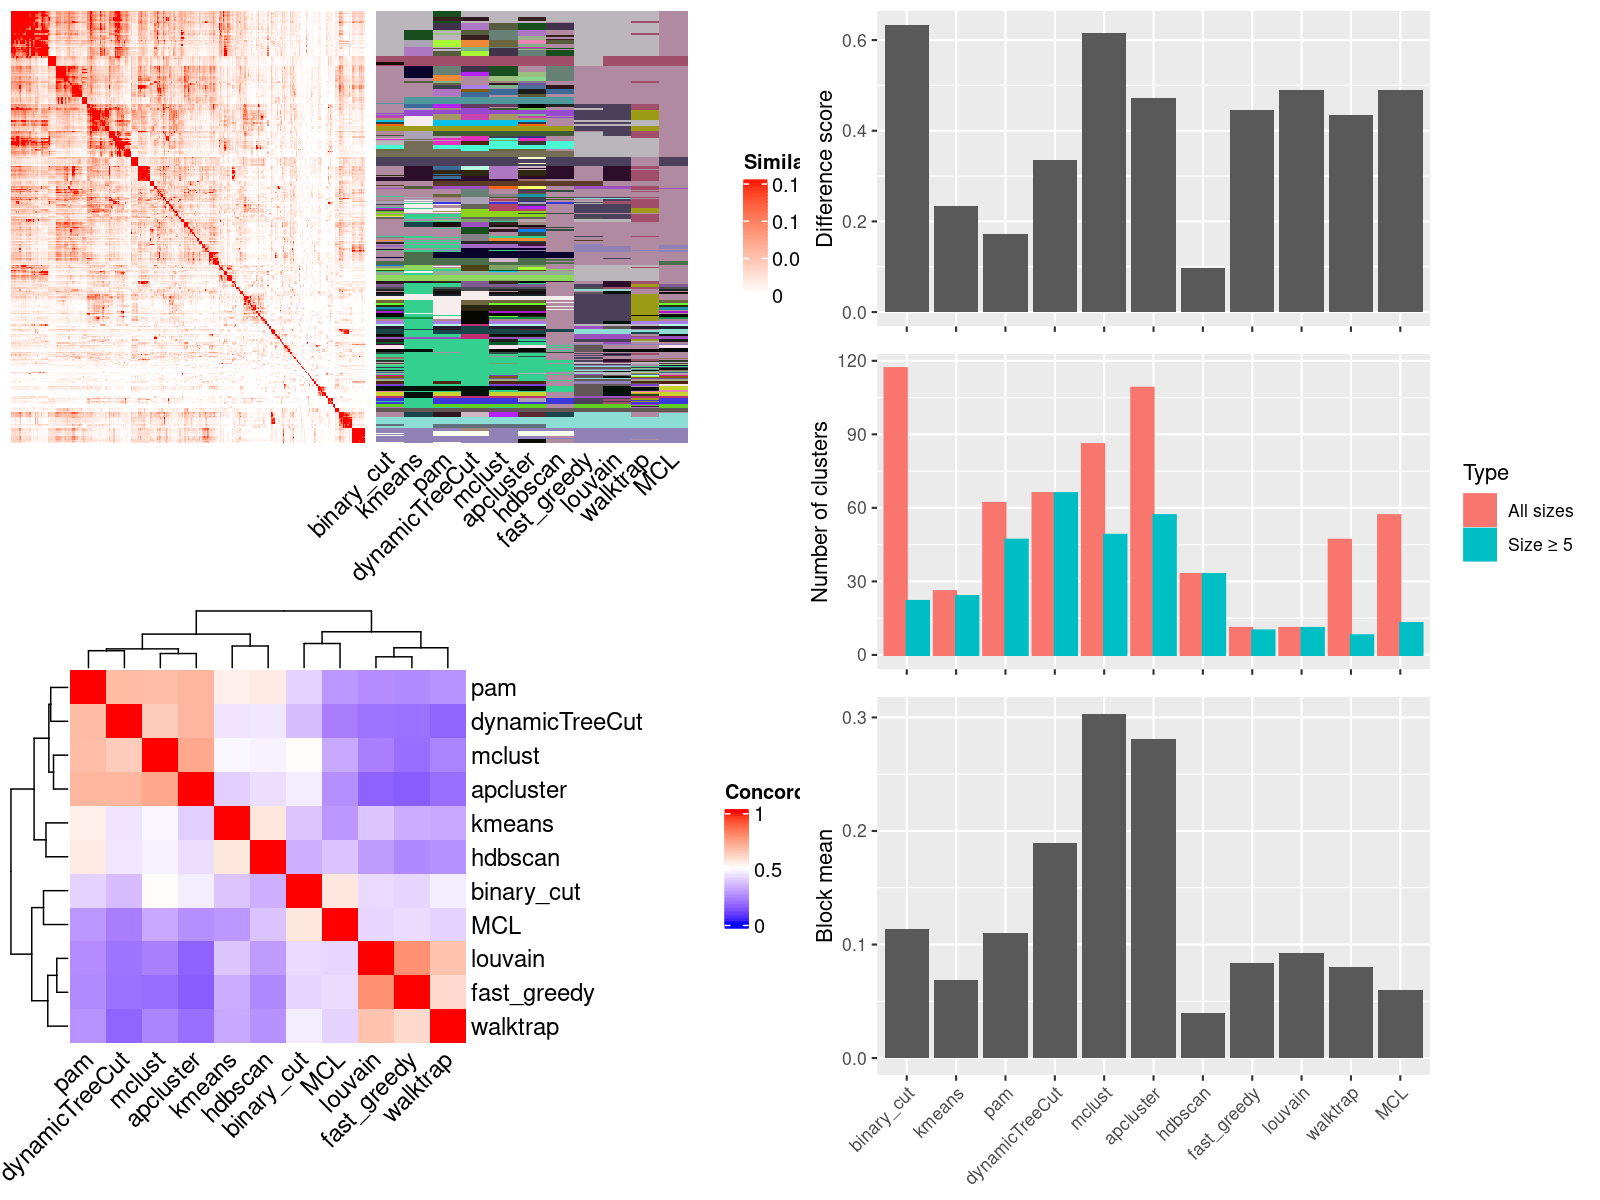 Simila
0.1
0.1
0.0
0
binary_cut
kmeans
pam
dynamicTreeCut
mclust
apcluster
hdbscan
fast_greedy
louvain
walktrap
MCL
pam
dynamicTreeCut
mclust
apcluster
kmeans
hdbscan
binary_cut
MCL
louvain
fast_greedy
walktrap
pam
dynamicTreeCut
mclust
apcluster
kmeans
hdbscan
binary_cut
MCL
louvain
fast_greedy
walktrap
Concord
1
0.5
0
Difference score
0.6
0.4
0.2
0.0
Number of clusters
120
90
60
30
0
Type
All sizes
Size ≥ 5
Block mean
0.3
0.2
0.1
0.0
binary_cut
kmeans
pam
dynamicTreeCut
mclust
apcluster
hdbscan
fast_greedy
louvain
walktrap
MCL